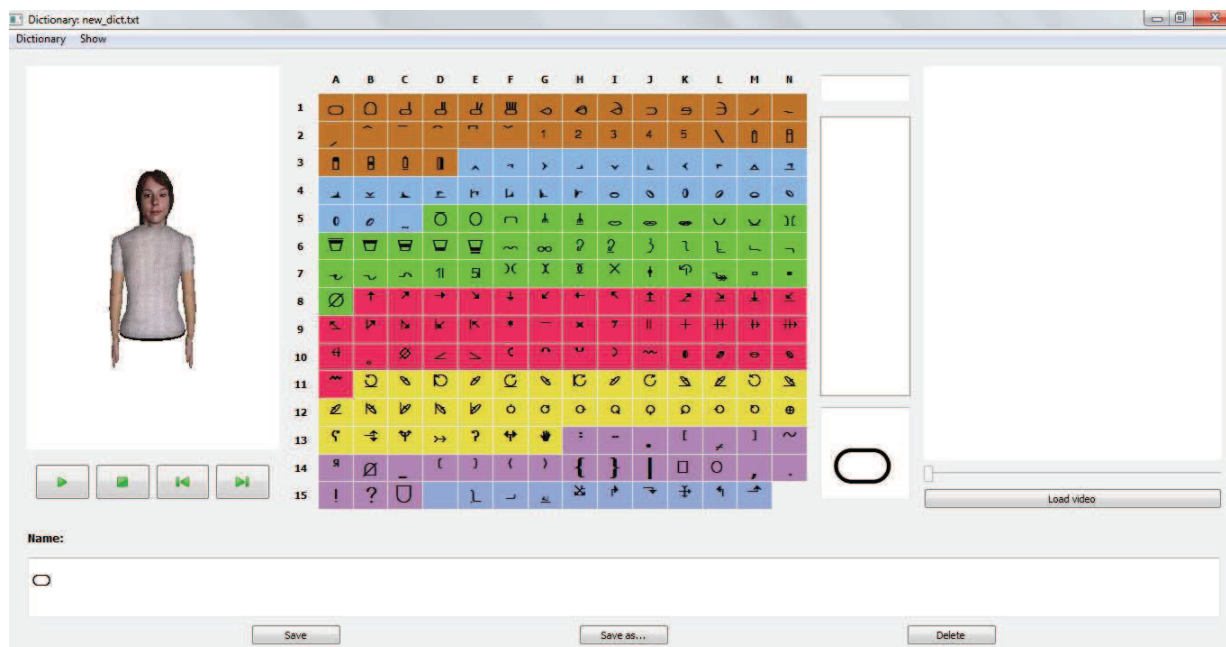 Dictionary: new_dict.txt
Dictionary Show
A B C D E F G H I J K L M N
1
2 1 2 3 4 5
3
4
5
6
7
8
9
10
11
12
13 ? : [ ] ~
14 Я Ø _ [ ] ( ) { } | , .
15 ! ?
Load video
Name:
Save Save as... Delete